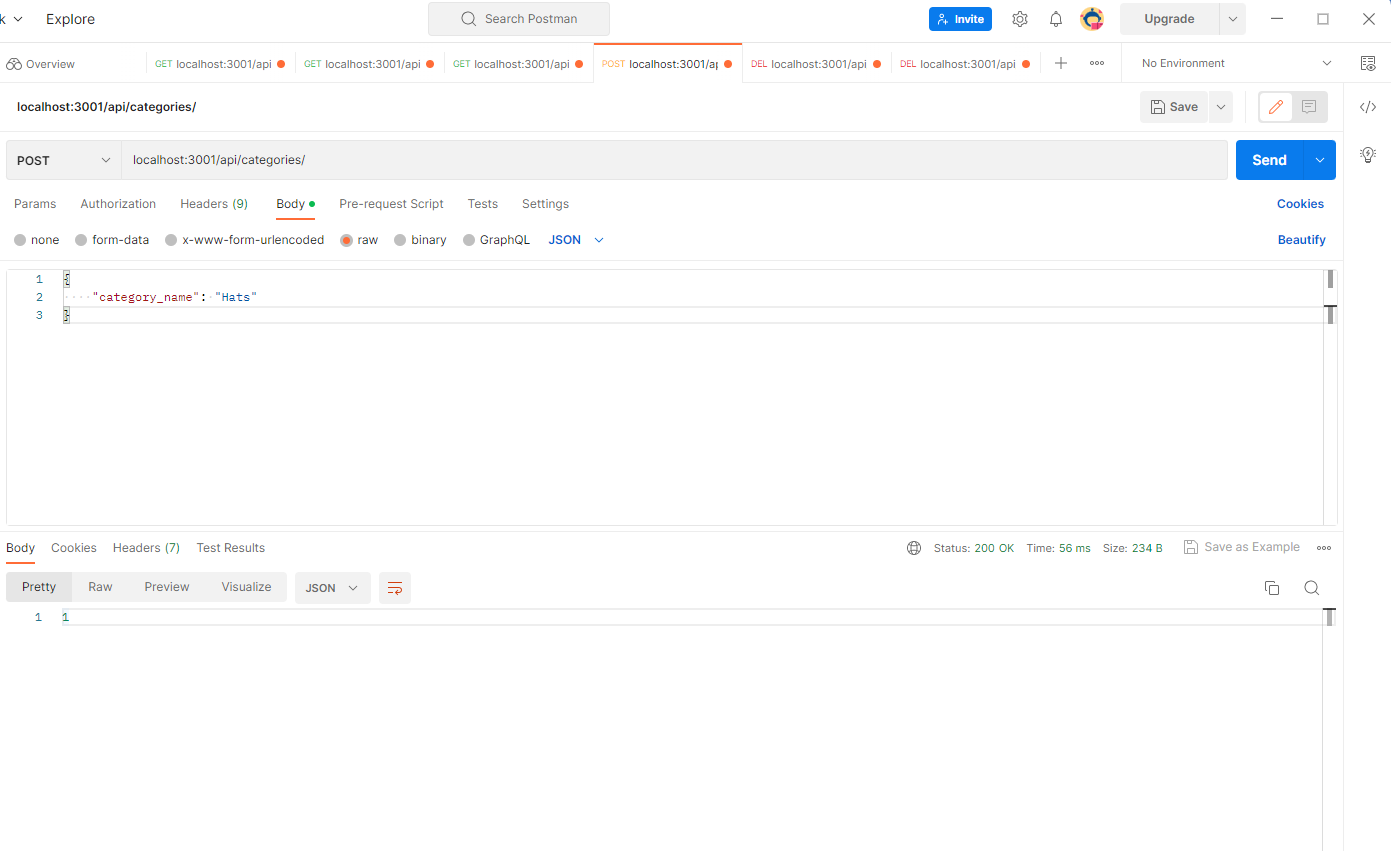 k Explore Search Postman Invite Upgrade
Overview GET localhost:3001/api GET localhost:3001/api GET localhost:3001/api POST localhost:3001/ap DEL localhost:3001/api DEL localhost:3001/api No Environment
localhost:3001/api/categories/ Save
POST localhost:3001/api/categories/ Send
Params Authorization Headers (9) Body Pre-request Script Tests Settings Cookies
none form-data x-www-form-urlencoded raw binary GraphQL JSON Beautify
1 {
2 "category_name": "Hats"
3 }
Body Cookies Headers (7) Test Results Status: 200 OK Time: 56 ms Size: 234 B Save as Example
Pretty Raw Preview Visualize JSON
1 1